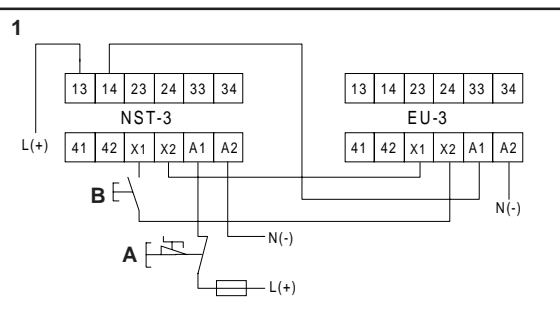 1
13 14 23 24 33 34
NST-3
L(+)
41 42 X1 X2 A1 A2
13 14 23 24 33 34
EU-3
41 42 X1 X2 A1 A2
B
N(-)
N(-)
A
L(+)